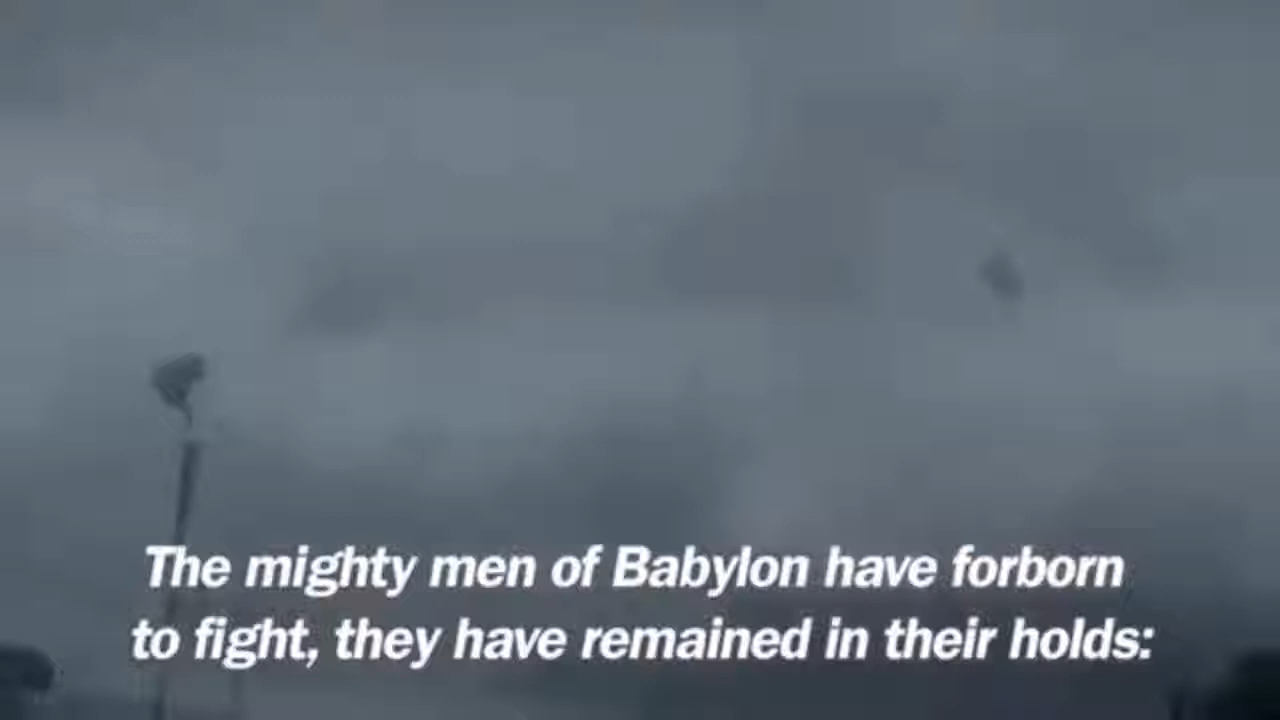 The mighty men of Babylon have forborn
to fight, they have remained in their holds: